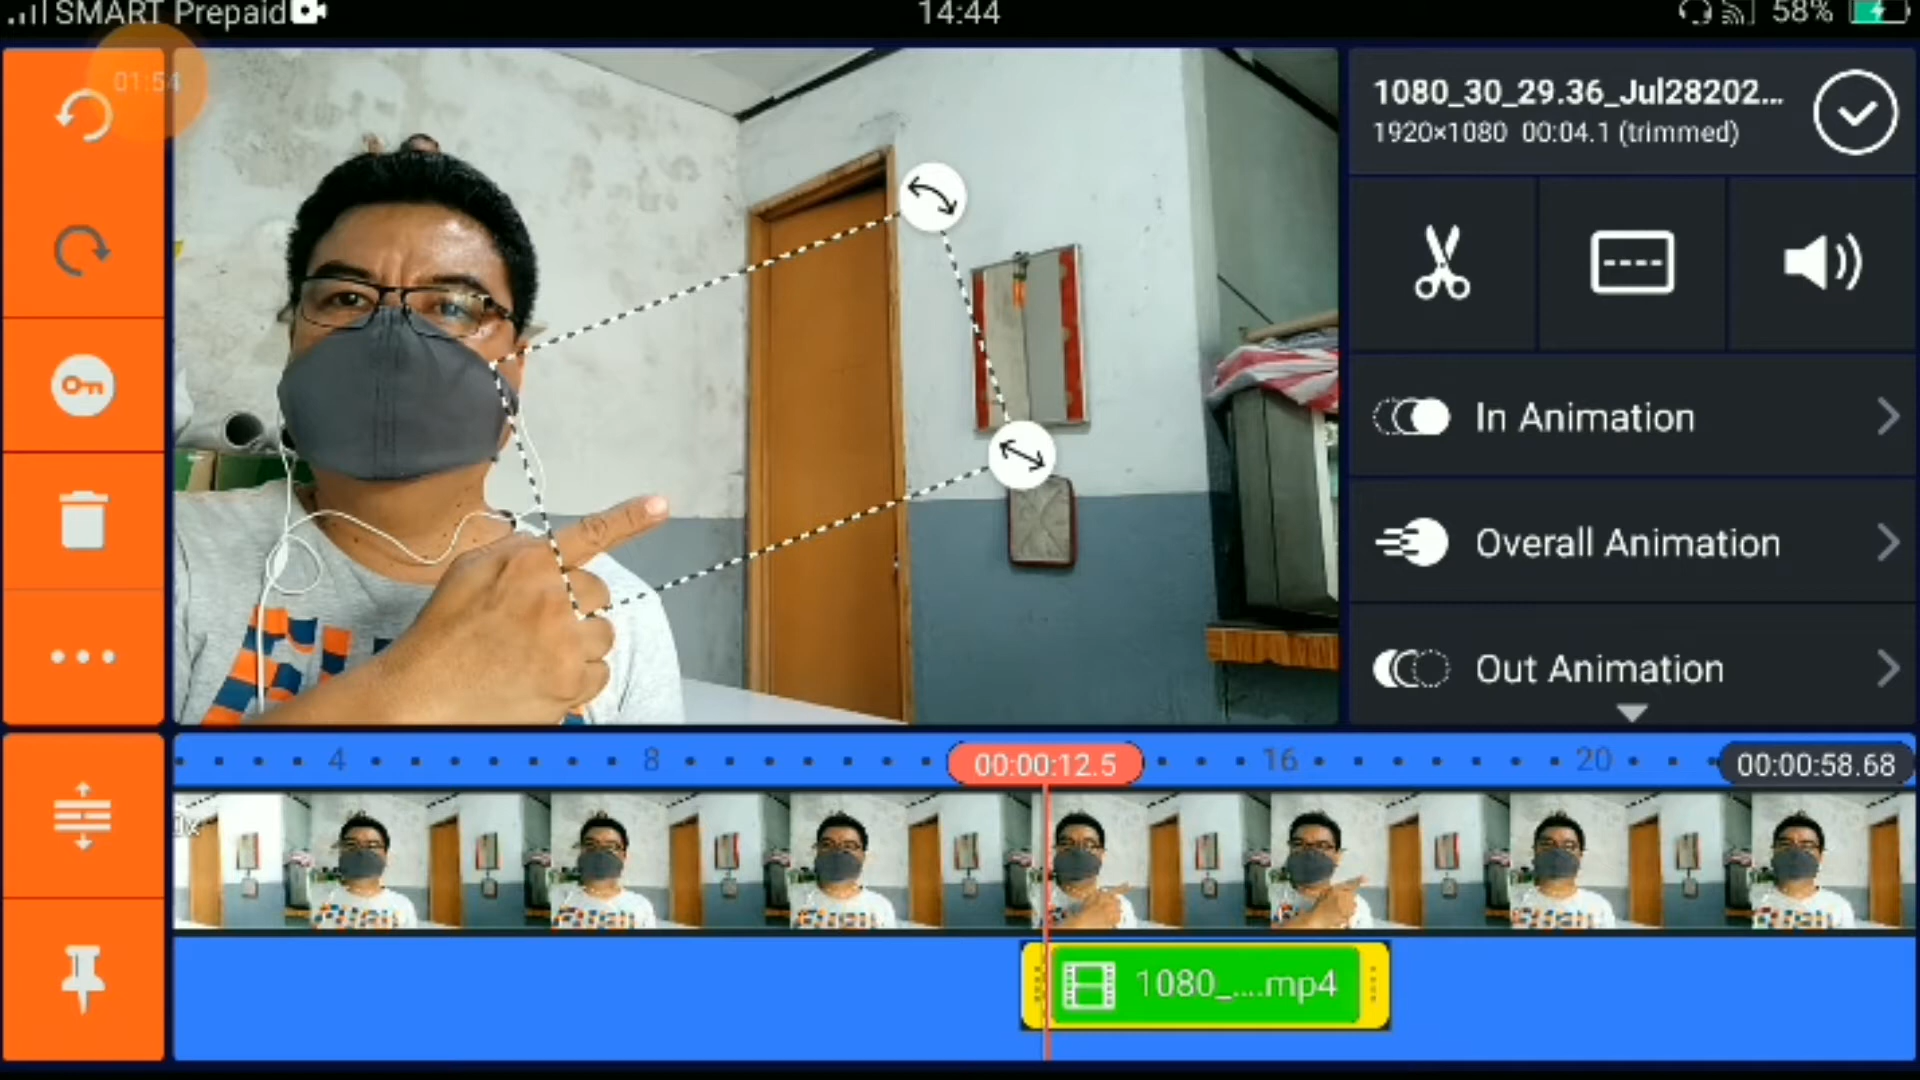 SMART Prepaid
14:44
58%
01:54
1080_30_29.36_Jul28202...
1920×1080 00:04.1 (trimmed)
In Animation
Overall Animation
Out Animation
4
8
00:00:12.5
16
20
00:00:58.68
1080_....mp4